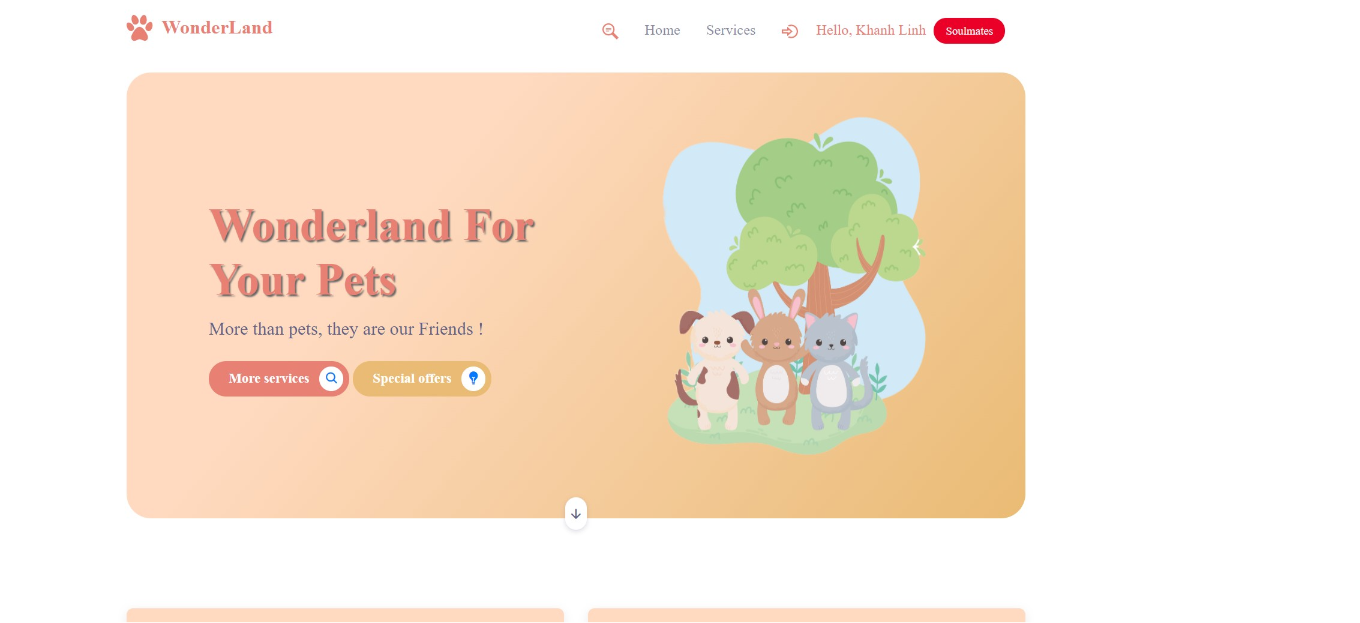 WonderLand
Home
Services
Hello, Khanh Linh
Soulmates
Wonderland For
Your Pets
More than pets, they are our Friends !
More services
Special offers